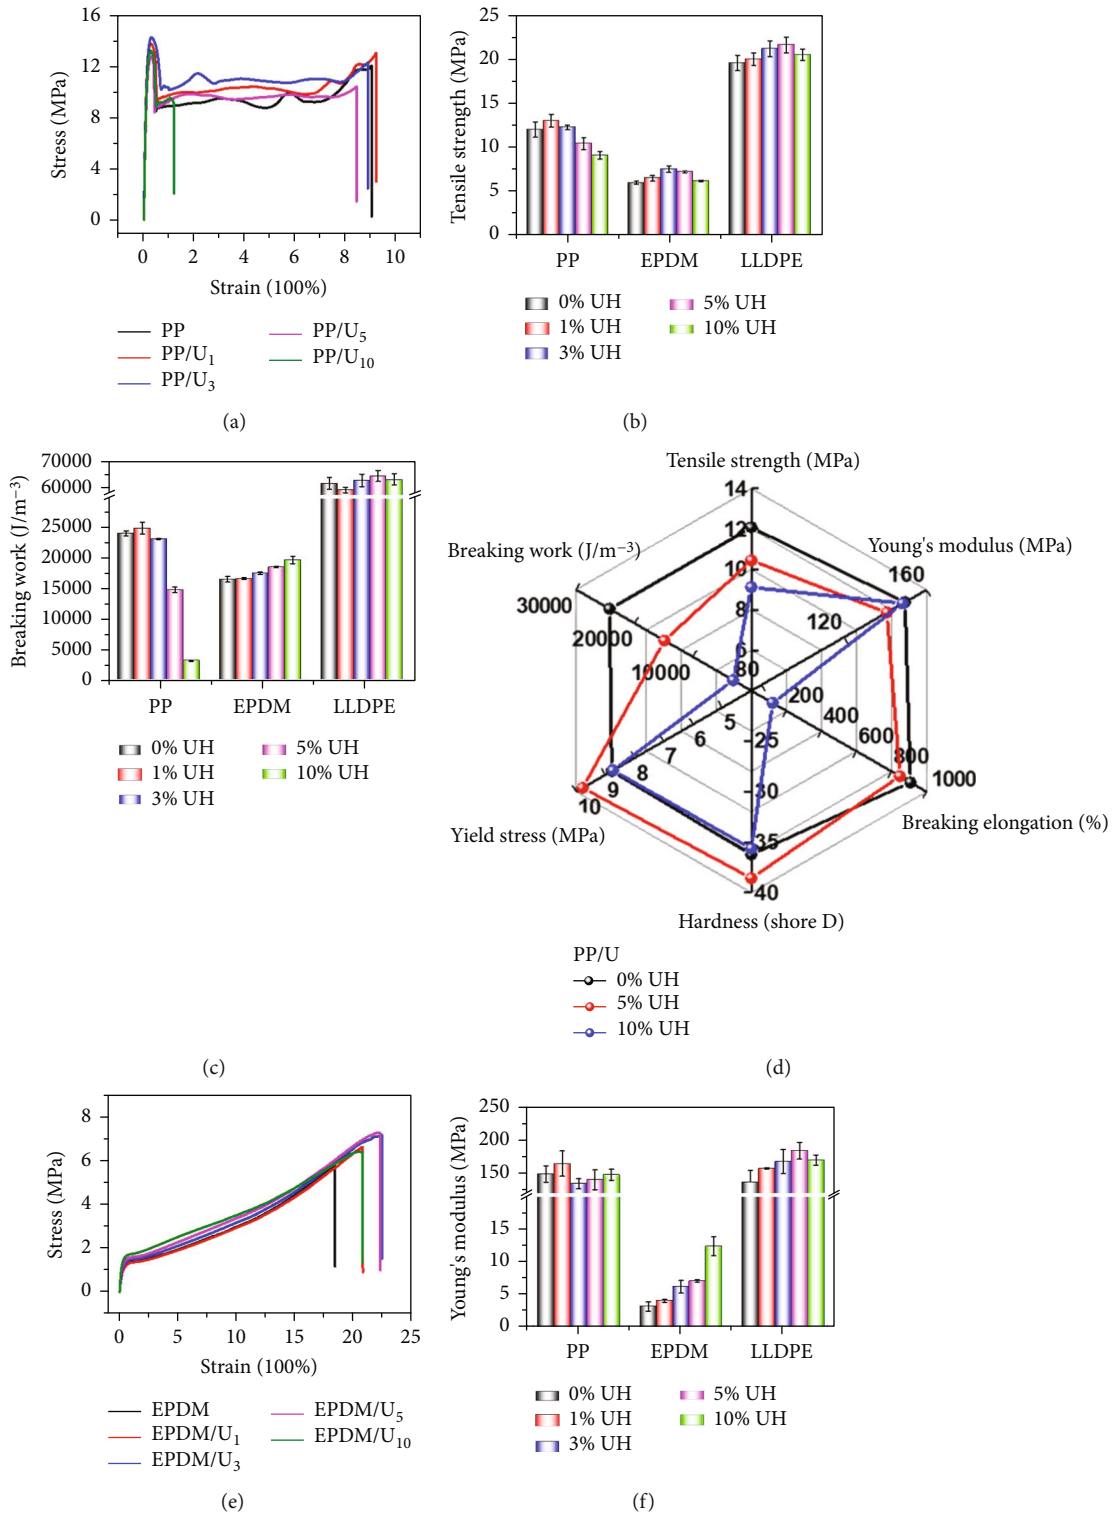 16
12
8
4
0
Stress (MPa)
0 2 4 6 8 10
Strain (100%)
PP
PP/U1
PP/U3
PP/U5
PP/U10
(a)
25
20
15
10
5
0
Tensile strength (MPa)
PP EPDM LLDPE
0% UH
1% UH
3% UH
5% UH
10% UH
(b)
70000
60000
25000
20000
15000
10000
5000
0
Breaking work (J/m−3)
PP EPDM LLDPE
0% UH
1% UH
3% UH
5% UH
10% UH
(c)
Tensile strength (MPa)
14
12
10
8
6
Young's modulus (MPa)
160
120
80
Breaking elongation (%)
200
400
600
800
1000
Hardness (shore D)
25
30
35
40
Yield stress (MPa)
5
6
7
8
9
10
Breaking work (J/m−3)
30000
20000
10000
PP/U
0% UH
5% UH
10% UH
(d)
8
6
4
2
0
Stress (MPa)
0 5 10 15 20 25
Strain (100%)
EPDM
EPDM/U1
EPDM/U3
EPDM/U5
EPDM/U10
(e)
250
200
150
15
10
5
0
Young's modulus (MPa)
PP EPDM LLDPE
0% UH
1% UH
3% UH
5% UH
10% UH
(f)